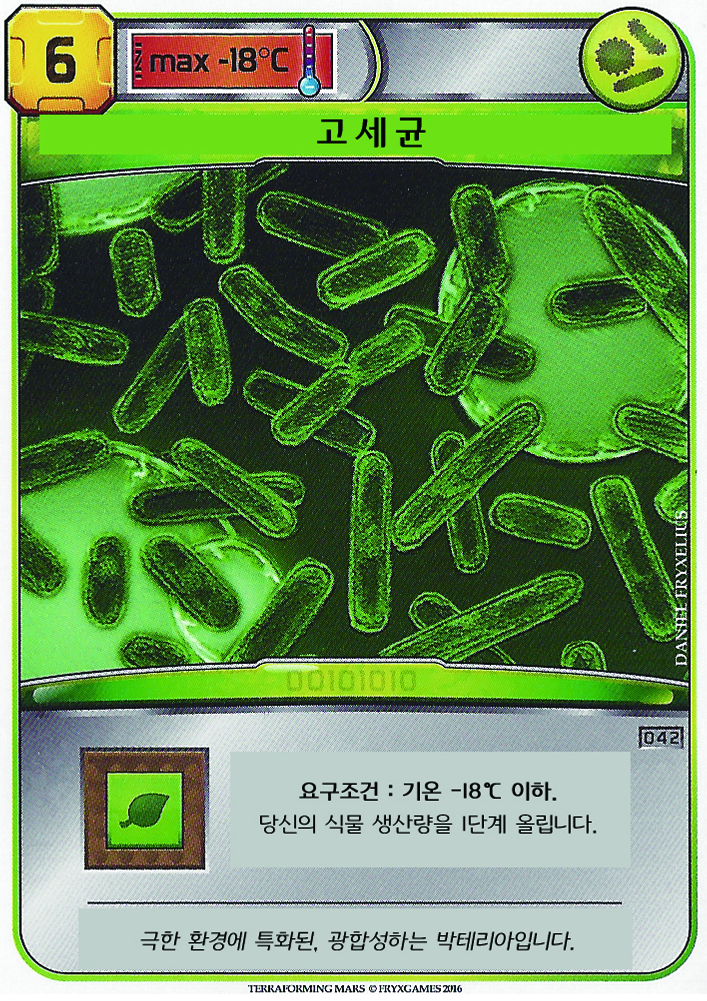 6
max -18°C
고세균
DANIEL FRYXELIUS
00101010
042
요구조건 : 기온 -18℃ 이하.
당신의 식물 생산량을 1단계 올립니다.
극한 환경에 특화된, 광합성하는 박테리아입니다.
TERRAFORMING MARS © FRYXGAMES 2016